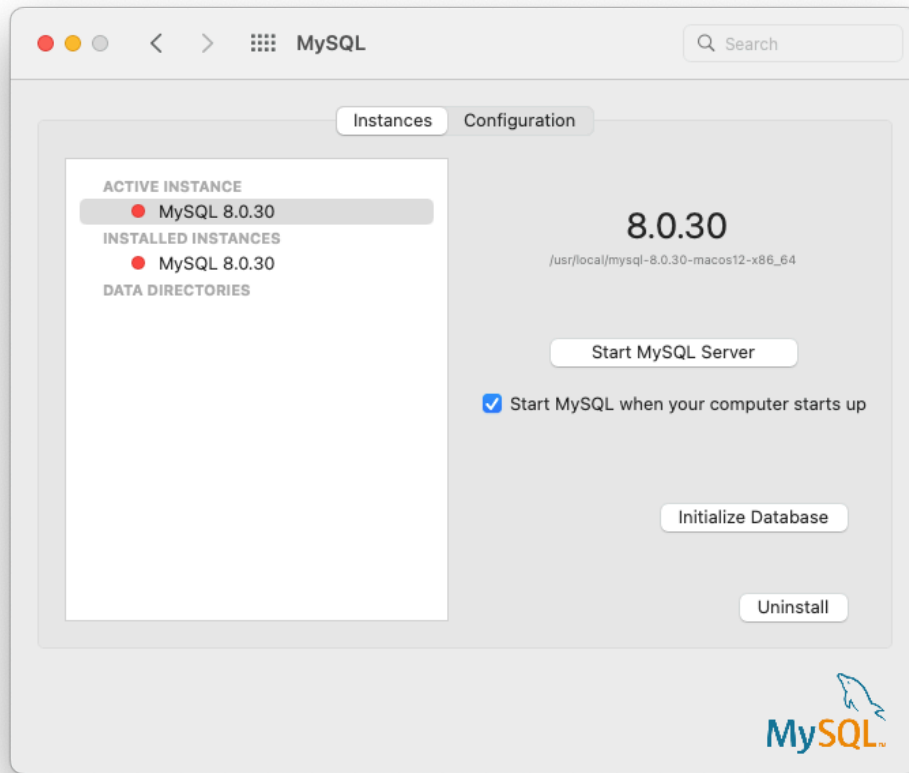 MySQL
Search
Instances
Configuration
ACTIVE INSTANCE
MySQL 8.0.30
INSTALLED INSTANCES
MySQL 8.0.30
DATA DIRECTORIES
8.0.30
/usr/local/mysql-8.0.30-macos12-x86_64
Start MySQL Server
Start MySQL when your computer starts up
Initialize Database
Uninstall
MySQL